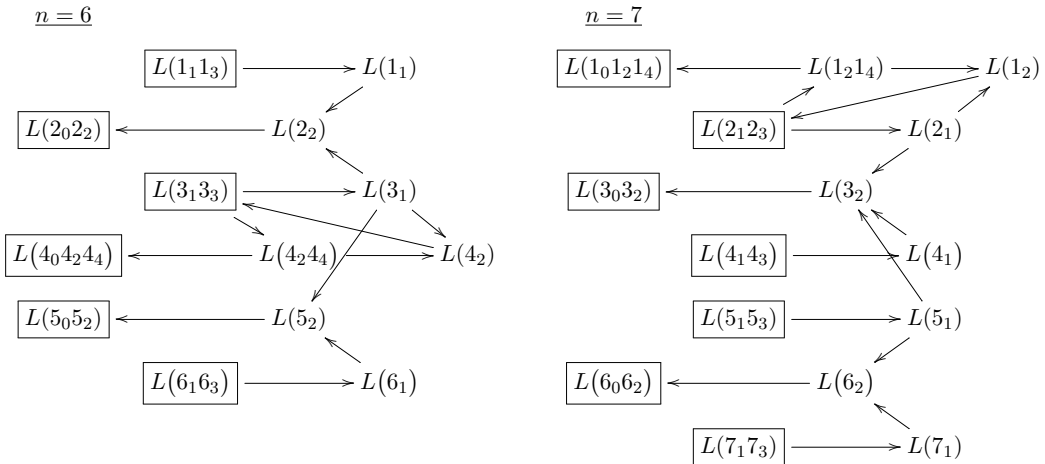 n = 6
L(1₁1₃) L(1₁)
L(2₀2₂) L(2₂)
L(3₁3₃) L(3₁)
L(4₀4₂4₄) L(4₂4₄) L(4₂)
L(5₀5₂) L(5₂)
L(6₁6₃) L(6₁)
n = 7
L(1₀1₂1₄) L(1₂1₄) L(1₂)
L(2₁2₃) L(2₁)
L(3₀3₂) L(3₂)
L(4₁4₃) L(4₁)
L(5₁5₃) L(5₁)
L(6₀6₂) L(6₂)
L(7₁7₃) L(7₁)